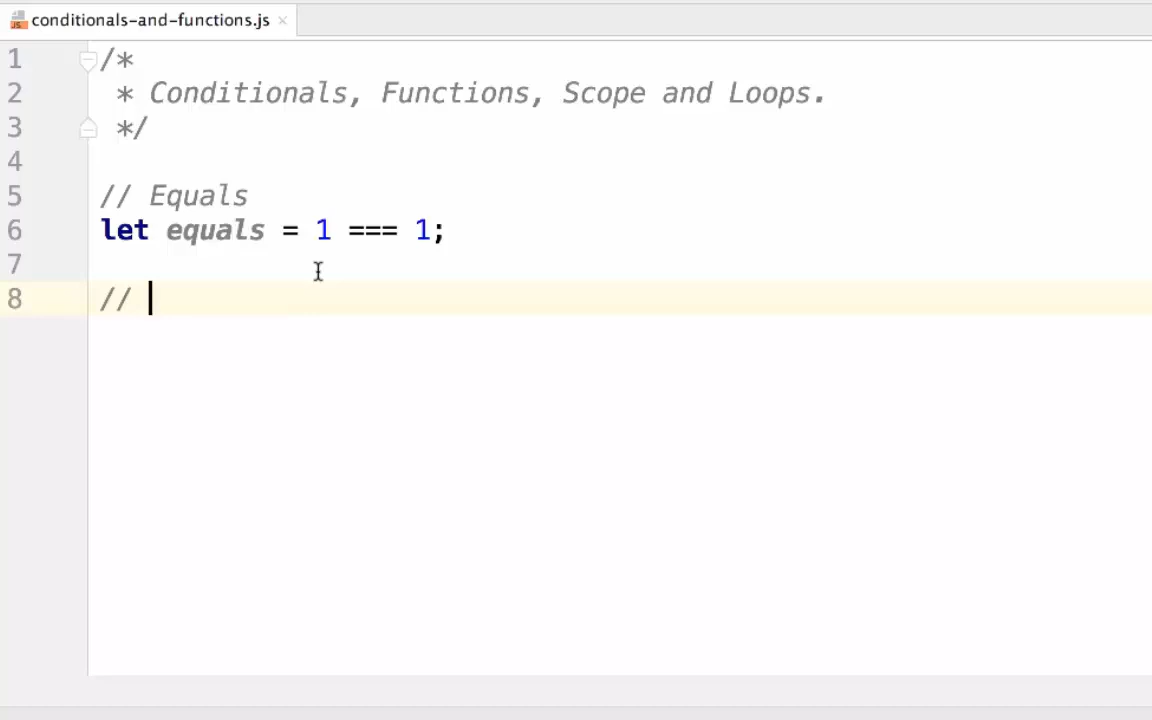 conditionals-and-functions.js
1 /*
2 * Conditionals, Functions, Scope and Loops.
3 */
4
5 // Equals
6 let equals = 1 === 1;
7
8 //